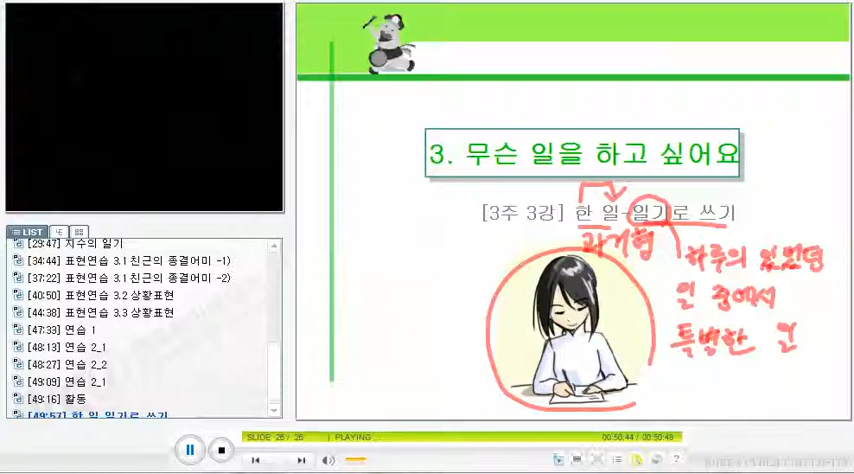 3. 무슨 일을 하고 싶어요
[3주 3강] 한 일-일기로 쓰기
과거형
하루의 있었던
일 중에서
특별한 일
LIST
[29:47] 지수의 일기
[34:44] 표현연습 3.1 친근의 종결어미 -1)
[37:22] 표현연습 3.1 친근의 종결어미 -2)
[40:50] 표현연습 3.2 상황표현
[44:38] 표현연습 3.3 상황표현
[47:33] 연습 1
[48:13] 연습 2_1
[48:27] 연습 2_2
[49:09] 연습 2_1
[49:16] 활동
[49:57] 한 일 일기로 쓰기
SLIDE 26 / 26 | PLAYING...
00:50:44 | 00:50:49